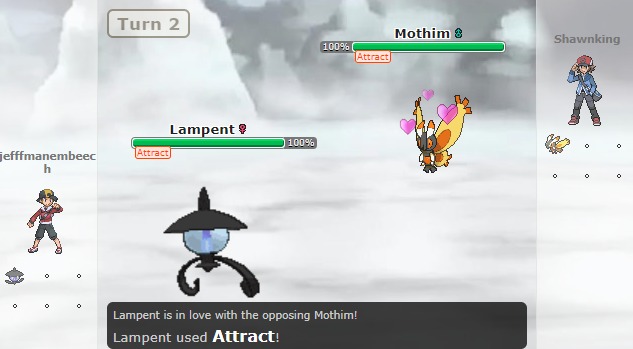 Turn 2
Mothim
100%
Attract
Shawnking
Lampent
100%
Attract
jefffmanembeec
h
Lampent is in love with the opposing Mothim!
Lampent used Attract!